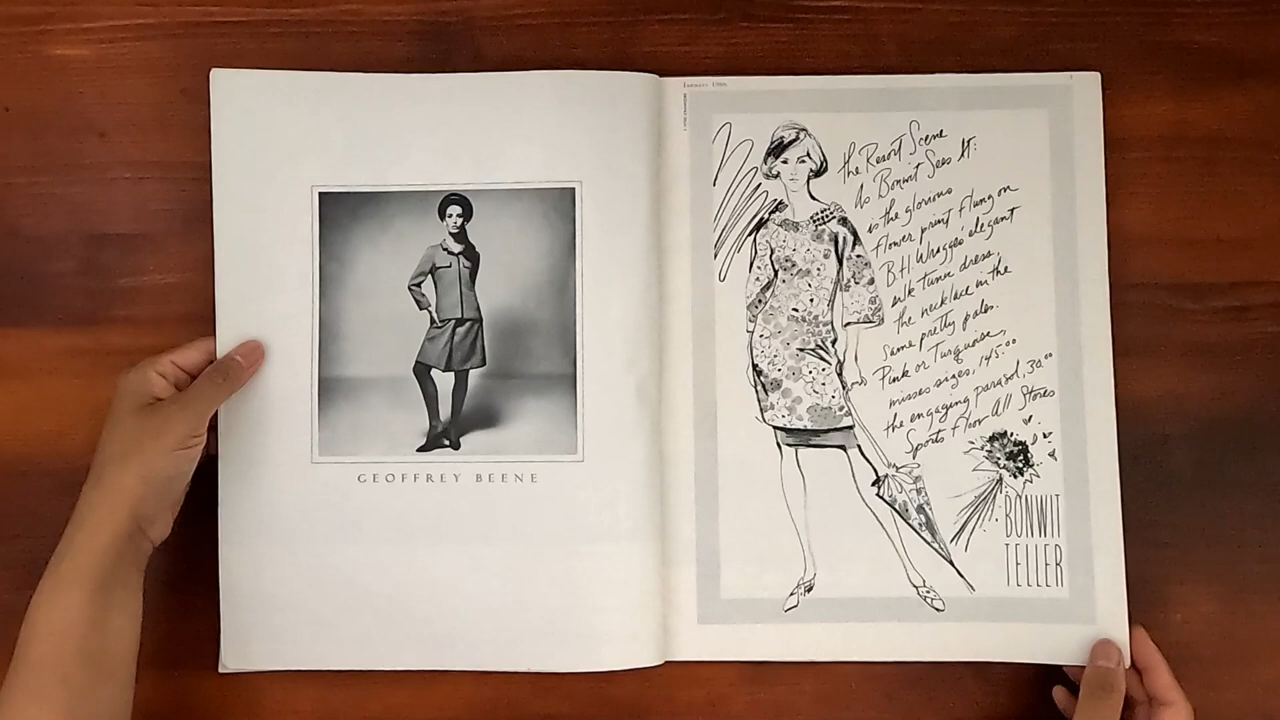 GEOFFREY BEENE
January 1966
the Resort Scene
As Bonwit Sees It:
is the glorious
flower print flung on
B.H. Wragge's elegant
silk tunic dress,
the necklace in the
same pretty pales.
Pink or Turquoise,
misses sizes, 145.00
the engaging parasol, 30.00
Sports Floor All Stores
BONWIT
TELLER